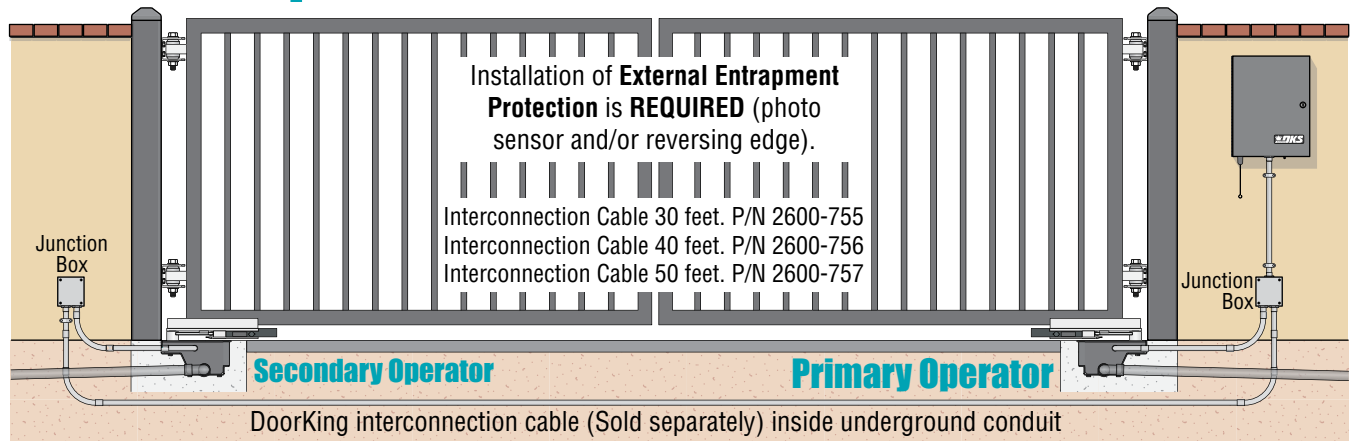 Installation of External Entrapment
Protection is REQUIRED (photo
sensor and/or reversing edge).
DKS
Interconnection Cable 30 feet. P/N 2600-755
Interconnection Cable 40 feet. P/N 2600-756
Interconnection Cable 50 feet. P/N 2600-757
Junction
Box
Junction
Box
Secondary Operator
Primary Operator
DoorKing interconnection cable (Sold separately) inside underground conduit